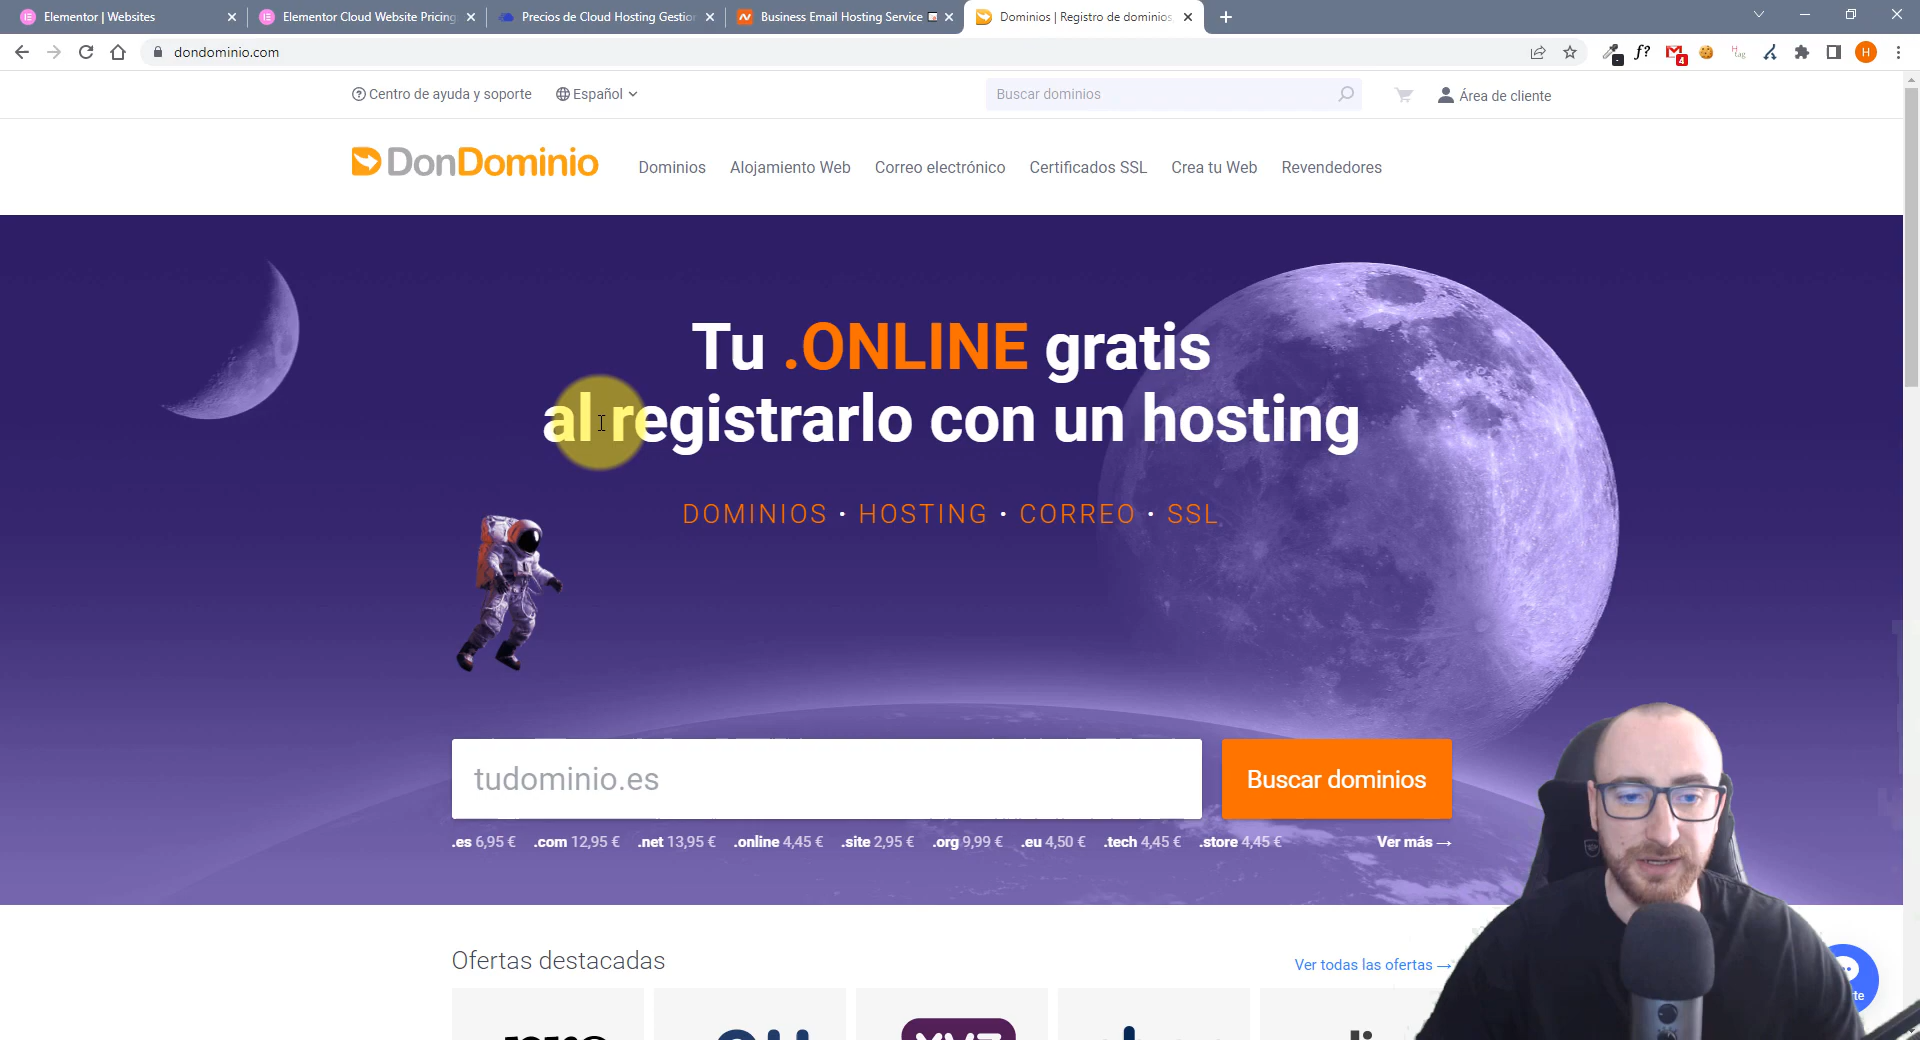 Elementor | Websites
Elementor Cloud Website Pricing
Precios de Cloud Hosting Gestion
Business Email Hosting Service
Dominios | Registro de dominios,
dondominio.com
f?
4
H
Centro de ayuda y soporte
Español
Buscar dominios
Área de cliente
DonDominio
Dominios
Alojamiento Web
Correo electrónico
Certificados SSL
Crea tu Web
Revendedores
Tu .ONLINE gratis
al registrarlo con un hosting
DOMINIOS · HOSTING · CORREO · SSL
tudominio.es
Buscar dominios
.es 6,95 € .com 12,95 € .net 13,95 € .online 4,45 € .site 2,95 € .org 9,99 € .eu 4,50 € .tech 4,45 € .store 4,45 €
Ver más →
Ofertas destacadas
Ver todas las ofertas →